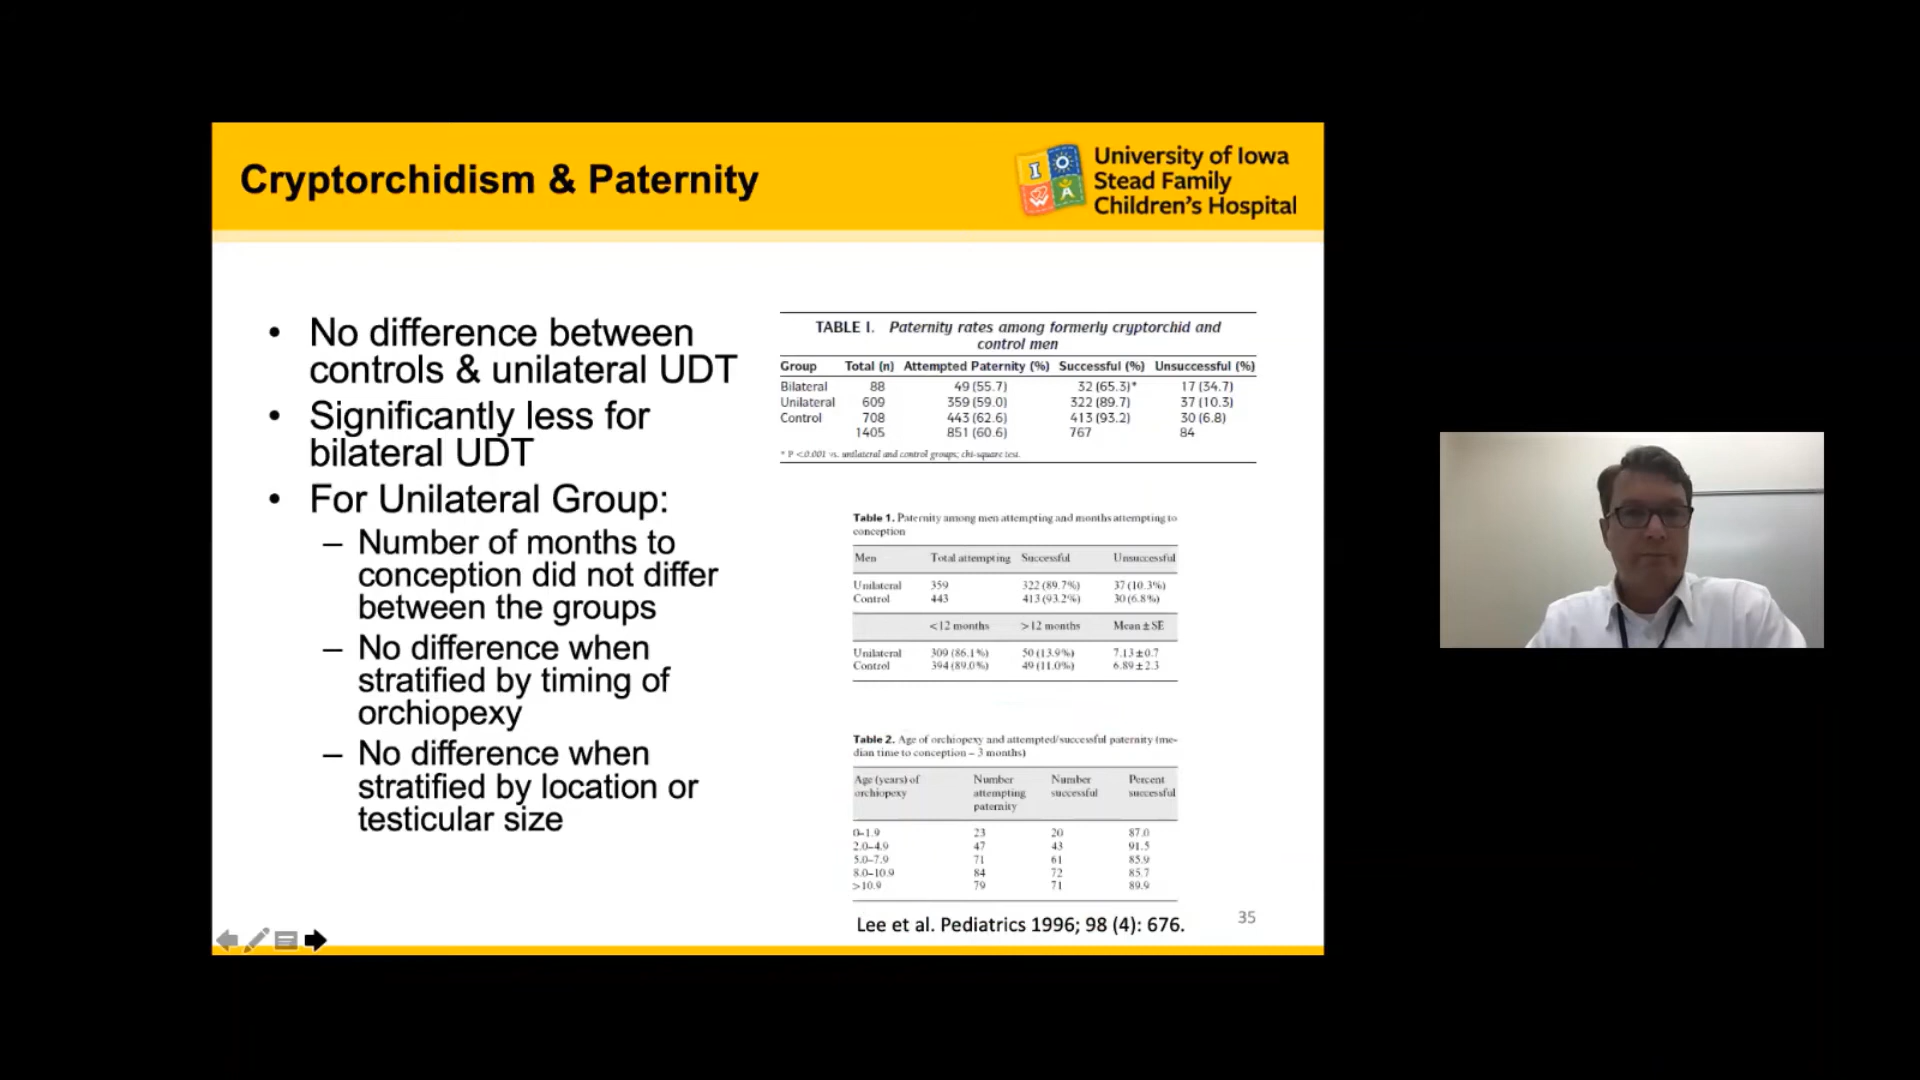 Cryptorchidism & Paternity
University of Iowa
Stead Family
Children's Hospital
• No difference between
controls & unilateral UDT
• Significantly less for
bilateral UDT
• For Unilateral Group:
– Number of months to
conception did not differ
between the groups
– No difference when
stratified by timing of
orchiopexy
– No difference when
stratified by location or
testicular size
TABLE I. Paternity rates among formerly cryptorchid and
control men
Group Total (n) Attempted Paternity (%) Successful (%) Unsuccessful (%)
Bilateral 88 49 (55.7) 32 (65.3)* 17 (34.7)
Unilateral 609 359 (59.0) 322 (89.7) 37 (10.3)
Control 708 443 (62.6) 413 (93.2) 30 (6.8)
1405 851 (60.6) 767 84
* P <0.001 vs. unilateral and control groups; chi-square test.
Table 1. Paternity among men attempting and months attempting to
conception
Men Total attempting Successful Unsuccessful
Unilateral 359 322 (89.7%) 37 (10.3%)
Control 443 413 (93.2%) 30 (6.8%)
<12 months >12 months Mean ± SE
Unilateral 309 (86.1%) 50 (13.9%) 7.13 ± 0.7
Control 394 (89.0%) 49 (11.0%) 6.89 ± 2.3
Table 2. Age of orchiopexy and attempted/successful paternity (me-
dian time to conception – 3 months)
Age (years) of Number Number Percent
orchiopexy attempting successful successful
paternity
0–1.9 23 20 87.0
2.0–4.9 47 43 91.5
5.0–7.9 71 61 85.9
8.0–10.9 84 72 85.7
>10.9 79 71 89.9
Lee et al. Pediatrics 1996; 98 (4): 676.
35